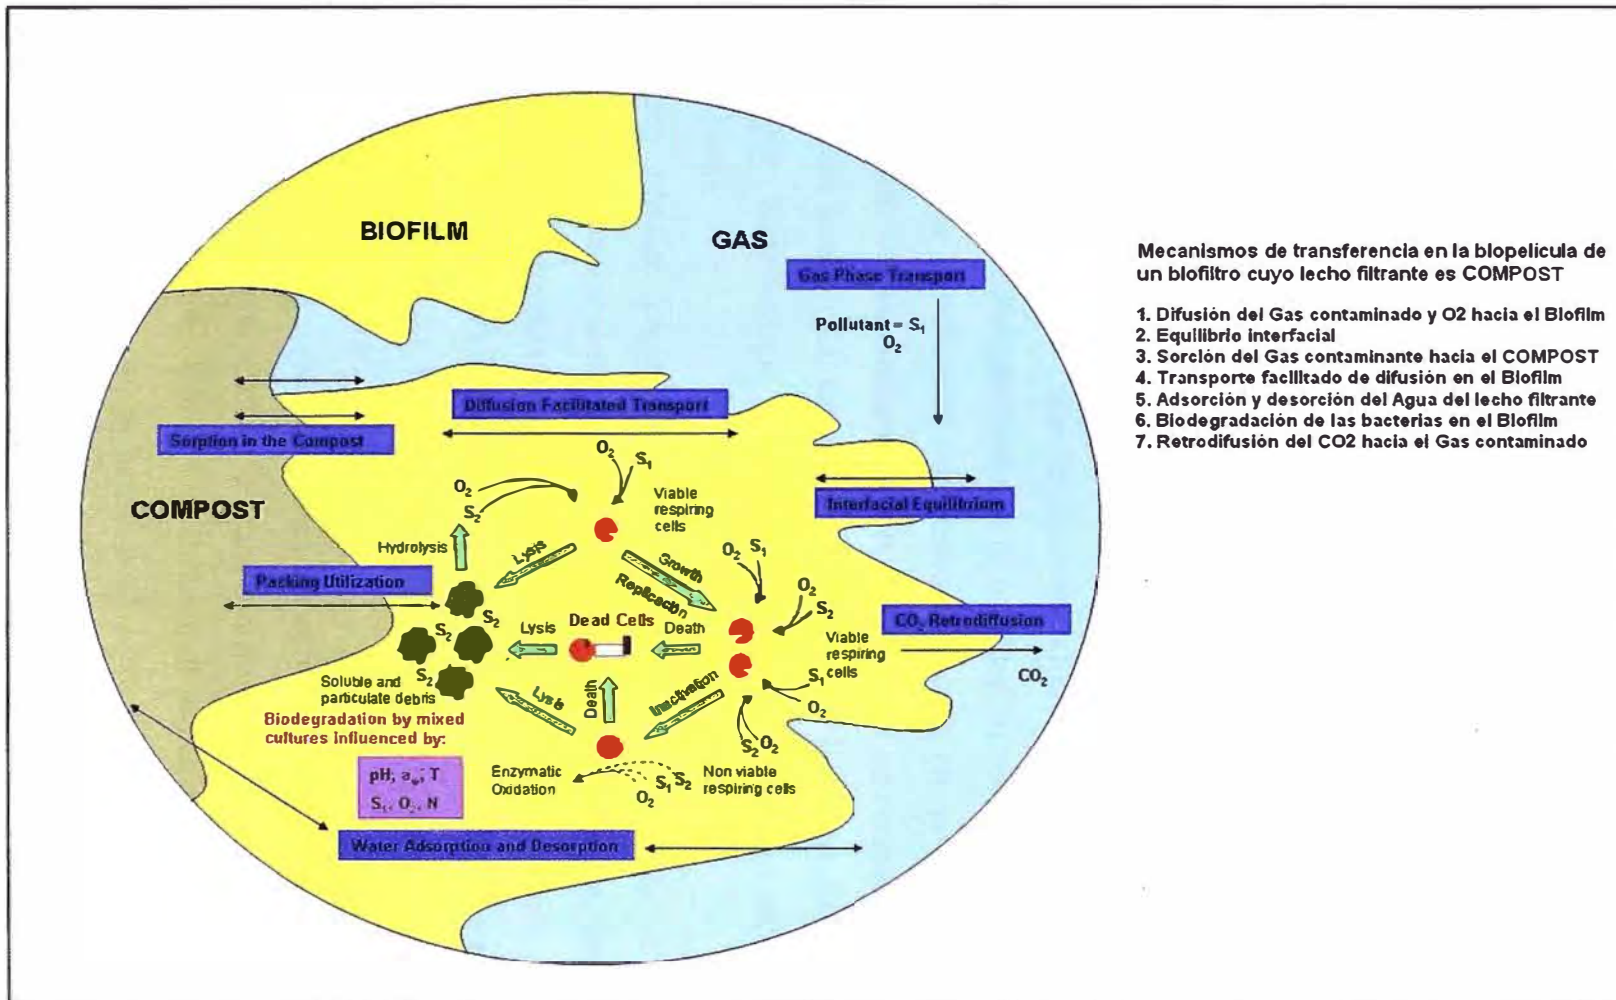 BIOFILM
GAS
Gas Phase Transport
Pollutant = S₁
O₂
Mecanismos de transferencia en la biopelicula de
un biofiltro cuyo lecho filtrante es COMPOST
1. Difusión del Gas contaminado y O2 hacia el Biofilm
2. Equilibrio interfacial
3. Sorción del Gas contaminante hacia el COMPOST
4. Transporte facilitado de difusión en el Biofilm
5. Adsorción y desorción del Agua del lecho filtrante
6. Biodegradación de las bacterias en el Biofilm
7. Retrodifusión del CO2 hacia el Gas contaminado
Diffusion Facilitated Transport
Sorption in the Compost
COMPOST
O₂
S₁
O₂
S₂
Viable
respiring
cells
Interfacial Equilibrium
Hydrolysis
Lysis
Growth
Replication
O₂ S₁
O₂
S₂
Packing Utilization
CO₂ Retrodiffusion
S₂
S₂
S₂
S₂
Lysis
Dead Cells
Death
Viable
respiring
cells
CO₂
Soluble and
particulate debris
Lysis
Death
Inactivation
S₁
O₂
S₂ O₂
Biodegradation by mixed
cultures influenced by:
pH; a_w; T
S₁, O₂, N
Enzymatic
Oxidation
O₂
S₁ S₂
Non viable
respiring cells
Water Adsorption and Desorption